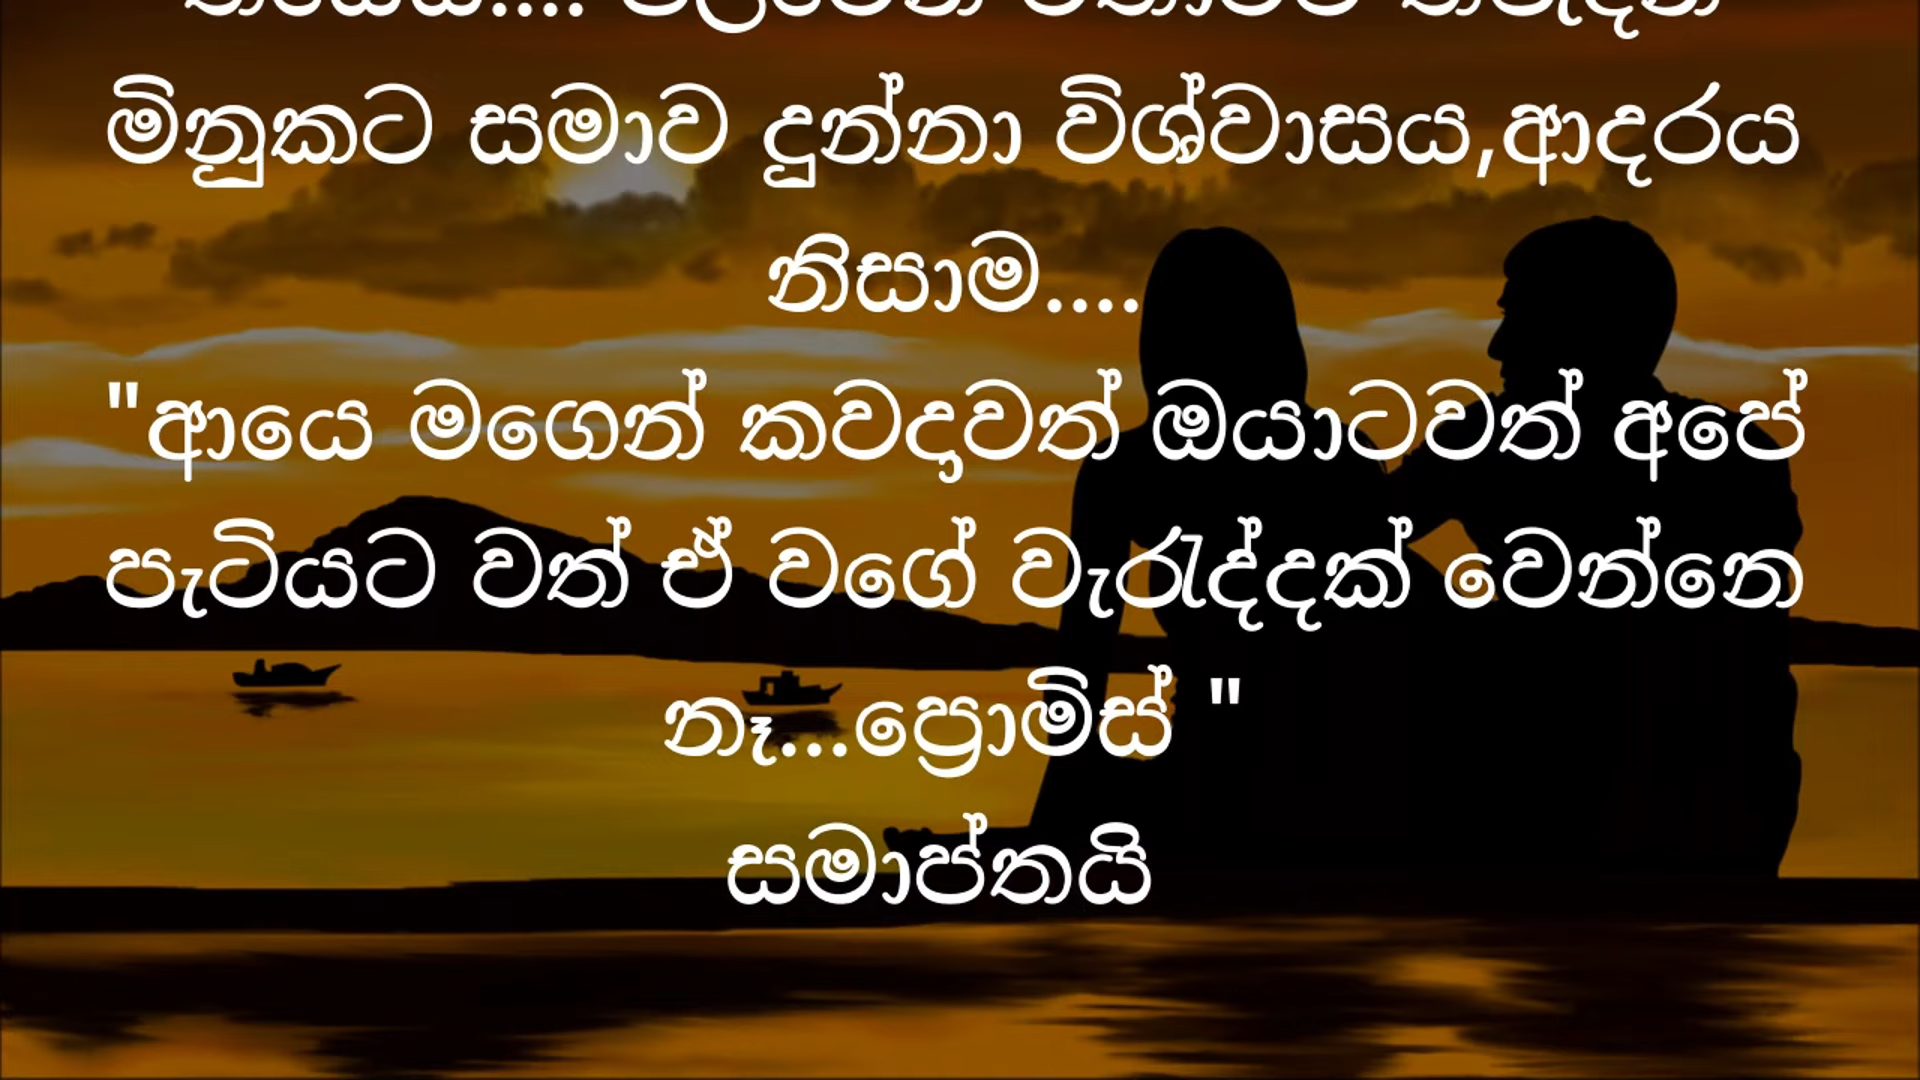 මිනුකට සමාව දුන්නා විශ්වාසය,ආදරය
නිසාම....
"ආයෙ මගෙන් කවදාවත් ඔයාටවත් අපේ
පැටියට වත් ඒ වගේ වැරැද්දක් වෙන්නෙ
නෑ...ප්‍රොමිස් "
සමාප්තයි